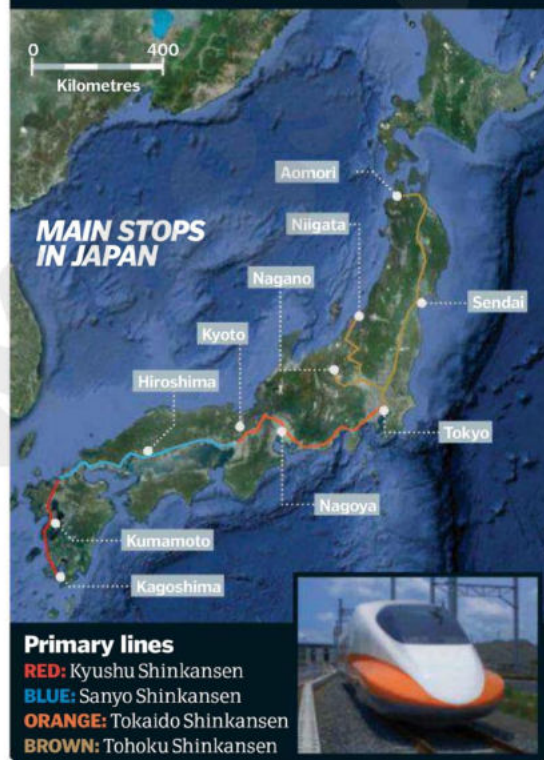 0
400
Kilometres
Aomori
MAIN STOPS
IN JAPAN
Niigata
Nagano
Sendai
Kyoto
Hiroshima
Tokyo
Nagoya
Kumamoto
Kagoshima
Primary lines
RED: Kyushu Shinkansen
BLUE: Sanyo Shinkansen
ORANGE: Tokaido Shinkansen
BROWN: Tohoku Shinkansen